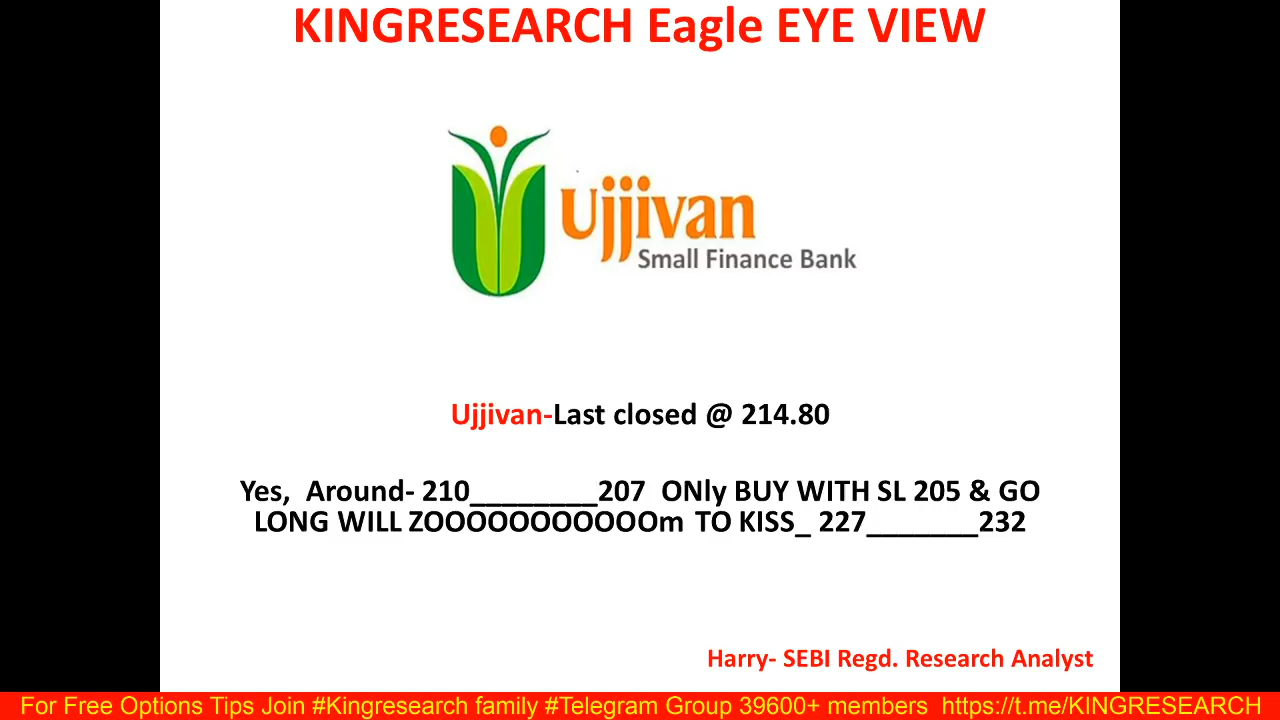 KINGRESEARCH Eagle EYE VIEW
Ujjivan
Small Finance Bank
Ujjivan-Last closed @ 214.80
Yes,  Around- 210________207  ONly BUY WITH SL 205 & GO
LONG WILL ZOOOOOOOOOOOm  TO KISS_ 227_______232
Harry- SEBI Regd. Research Analyst
For Free Options Tips Join #Kingresearch family #Telegram Group 39600+ members  https://t.me/KINGRESEARCH